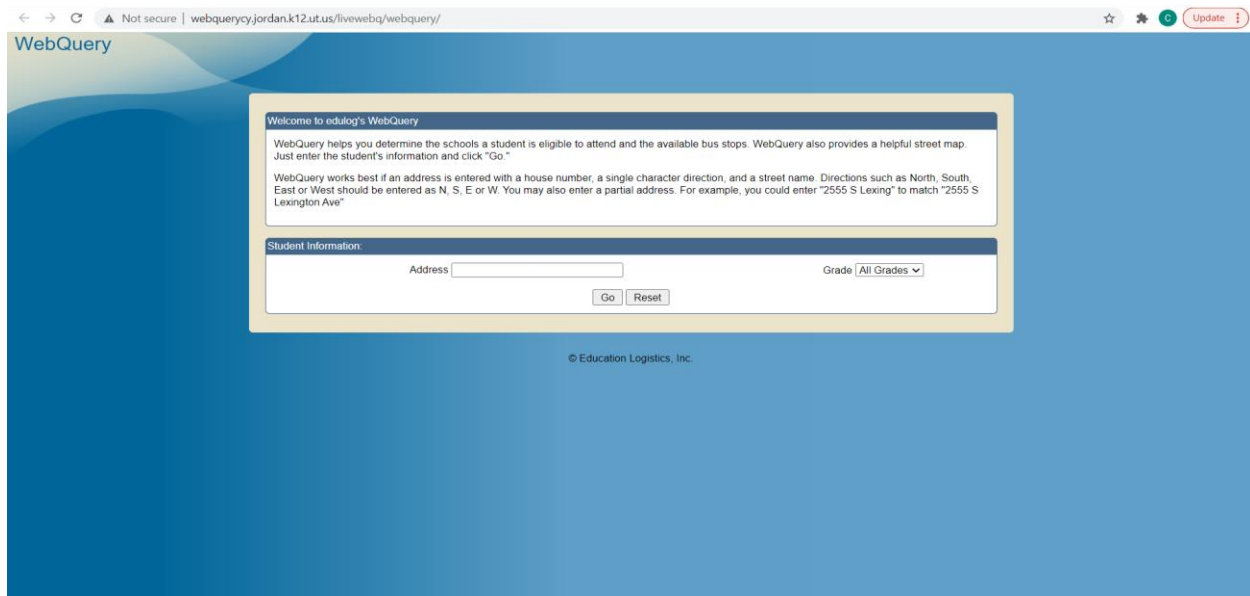 Not secure | webquerycy.jordan.k12.ut.us/livewebq/webquery/
C
Update
WebQuery
Welcome to edulog's WebQuery
WebQuery helps you determine the schools a student is eligible to attend and the available bus stops. WebQuery also provides a helpful street map.
Just enter the student's information and click "Go."
WebQuery works best if an address is entered with a house number, a single character direction, and a street name. Directions such as North, South,
East or West should be entered as N, S, E or W. You may also enter a partial address. For example, you could enter "2555 S Lexing" to match "2555 S
Lexington Ave"
Student Information:
Address
Grade All Grades
Go Reset
© Education Logistics, Inc.